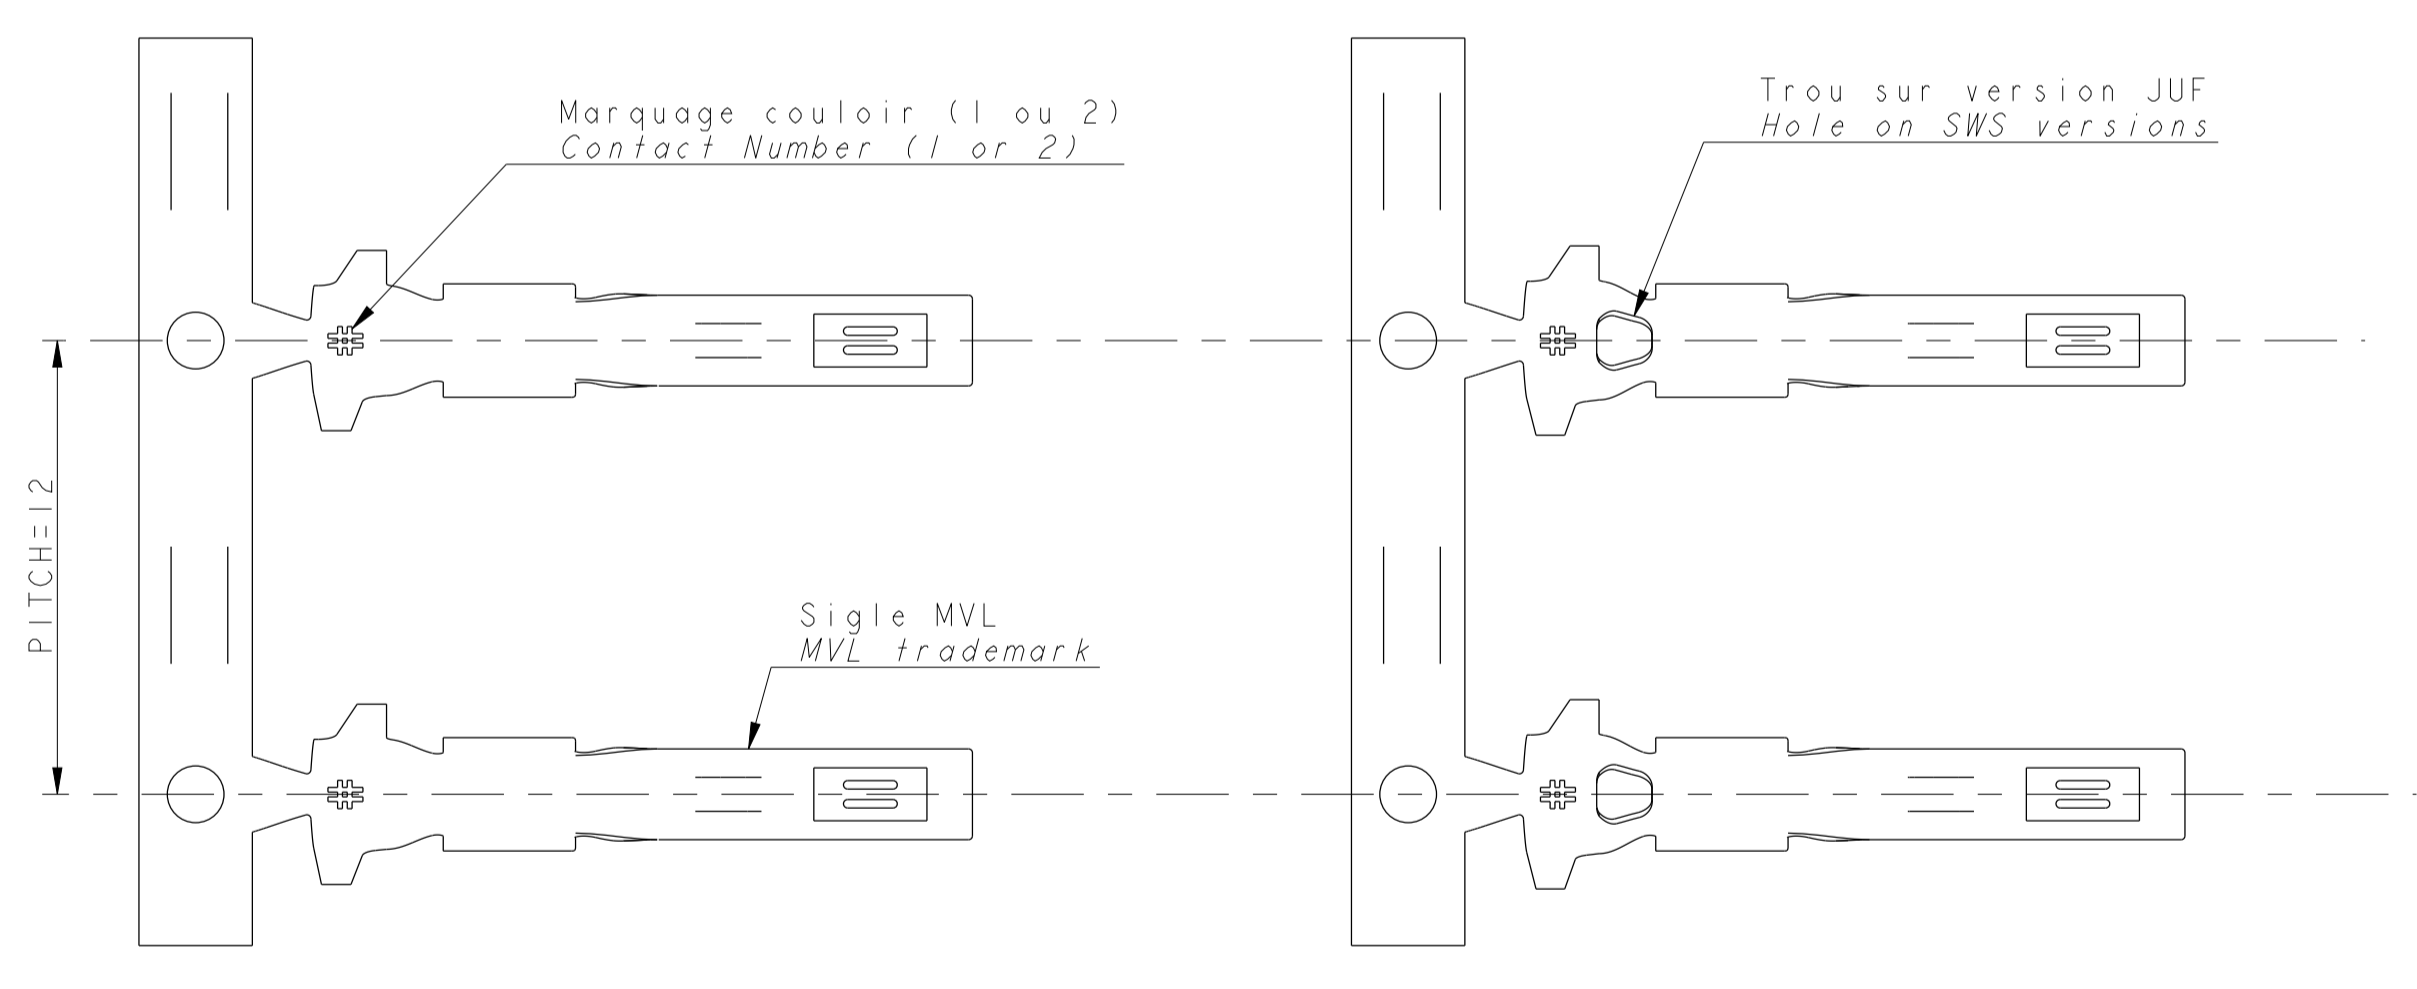 Marquage couloir (1 ou 2)
Contact Number (1 or 2)
Trou sur version JUF
Hole on SWS versions
PITCH=12
Sigle MVL
MVL trademark